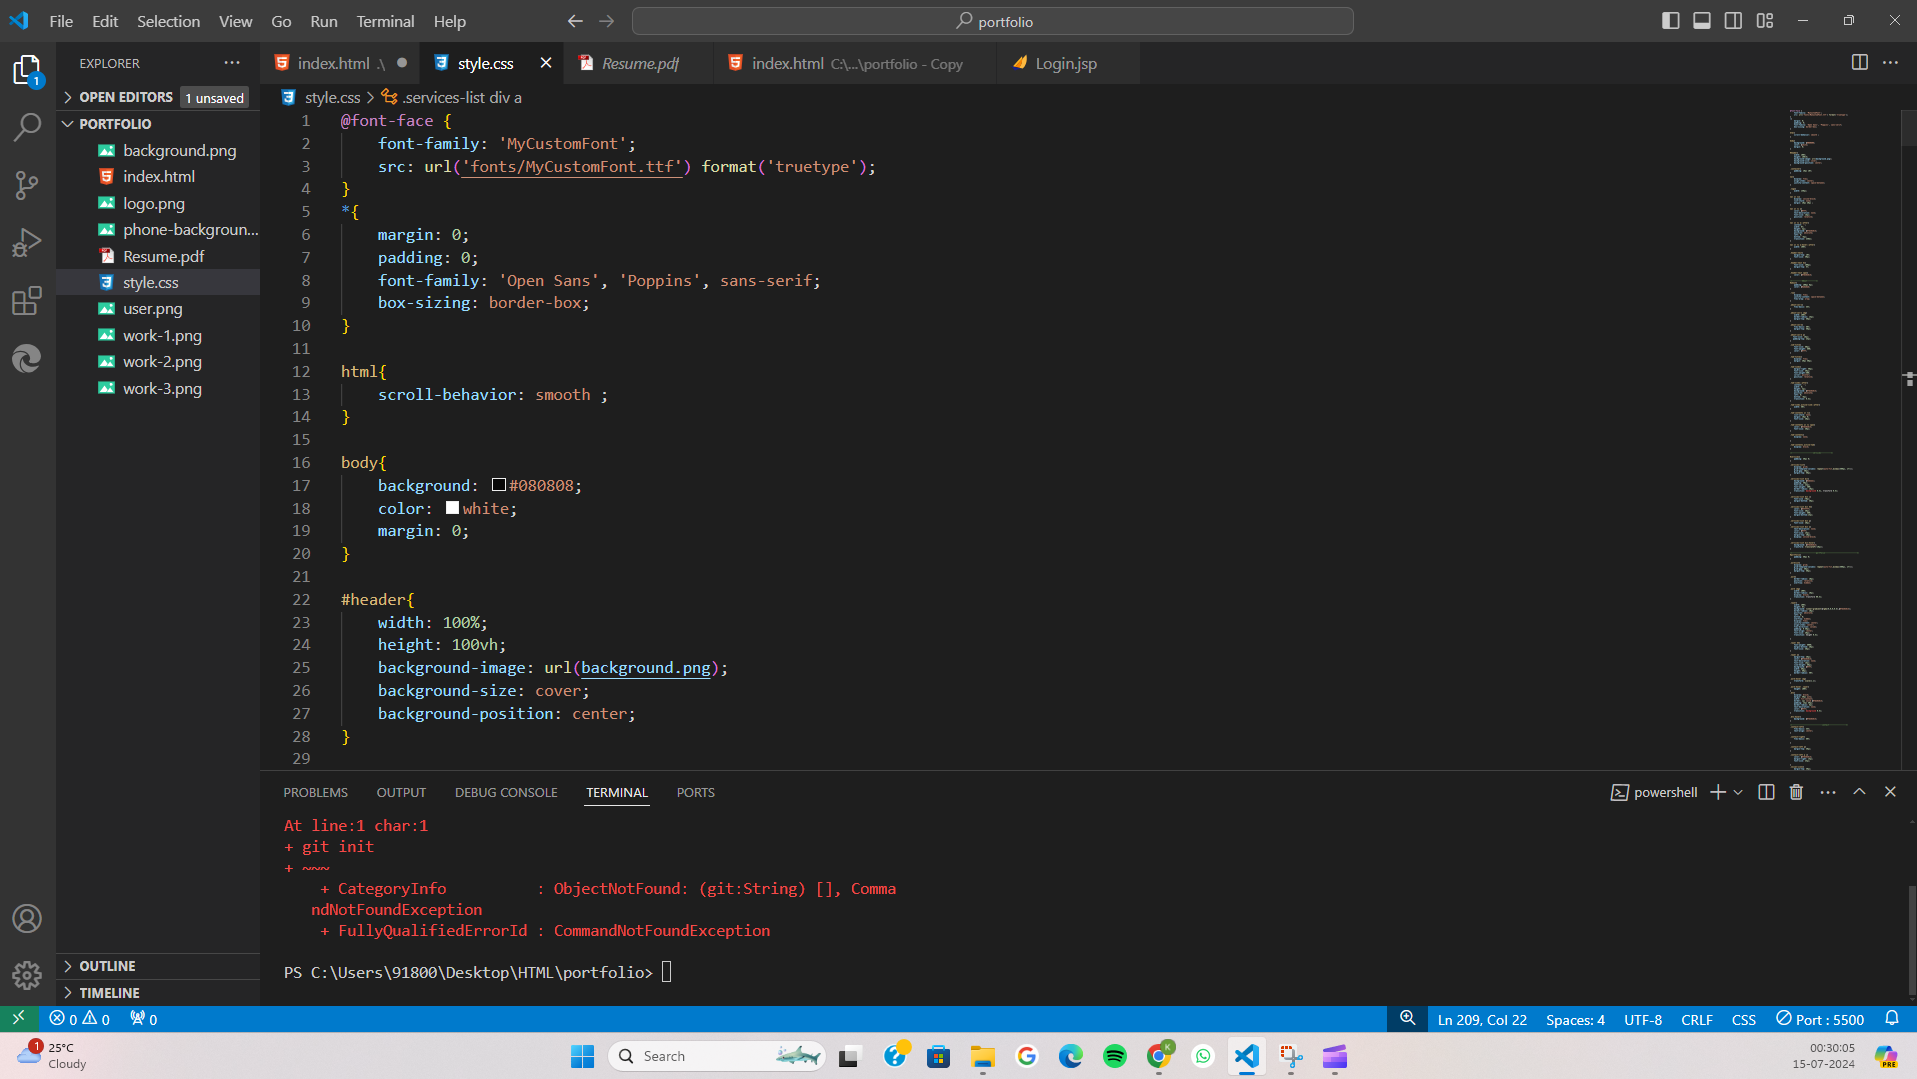 File Edit Selection View Go Run Terminal Help
portfolio
EXPLORER
OPEN EDITORS 1 unsaved
PORTFOLIO
background.png
index.html
logo.png
phone-backgroun...
Resume.pdf
style.css
user.png
work-1.png
work-2.png
work-3.png
OUTLINE
TIMELINE
1
index.html .\
style.css
Resume.pdf
index.html C:\...\portfolio - Copy
Login.jsp
style.css > .services-list div a
1 @font-face {
2 font-family: 'MyCustomFont';
3 src: url('fonts/MyCustomFont.ttf') format('truetype');
4 }
5 *{
6 margin: 0;
7 padding: 0;
8 font-family: 'Open Sans', 'Poppins', sans-serif;
9 box-sizing: border-box;
10 }
11
12 html{
13 scroll-behavior: smooth ;
14 }
15
16 body{
17 background: #080808;
18 color: white;
19 margin: 0;
20 }
21
22 #header{
23 width: 100%;
24 height: 100vh;
25 background-image: url(background.png);
26 background-size: cover;
27 background-position: center;
28 }
29
PROBLEMS OUTPUT DEBUG CONSOLE TERMINAL PORTS
powershell
At line:1 char:1
+ git init
+ ~~~
+ CategoryInfo : ObjectNotFound: (git:String) [], Comma
ndNotFoundException
+ FullyQualifiedErrorId : CommandNotFoundException
PS C:\Users\91800\Desktop\HTML\portfolio>
0 0 0
Ln 209, Col 22 Spaces: 4 UTF-8 CRLF CSS Port : 5500
1
25°C
Cloudy
Search
K
PRE
00:30:05
15-07-2024